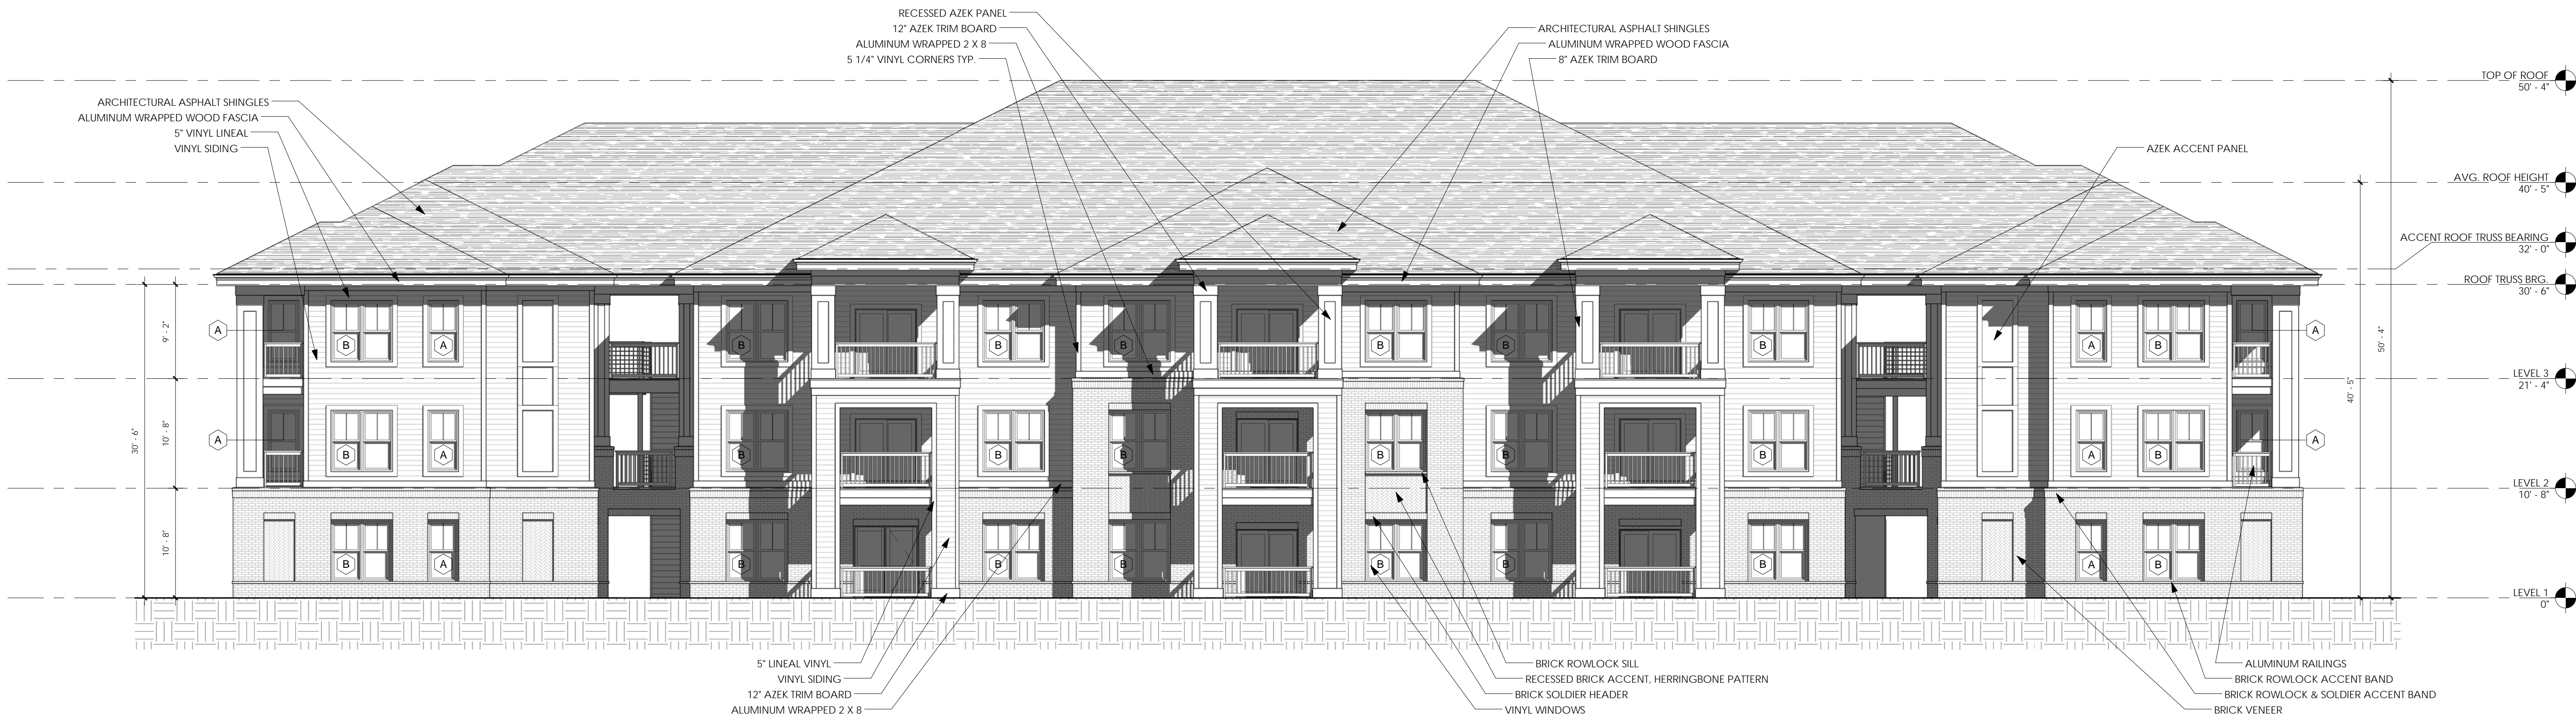 RECESSED AZEK PANEL
12" AZEK TRIM BOARD
ALUMINUM WRAPPED 2 X 8
5 1/4" VINYL CORNERS TYP.
ARCHITECTURAL ASPHALT SHINGLES
ALUMINUM WRAPPED WOOD FASCIA
8" AZEK TRIM BOARD
ARCHITECTURAL ASPHALT SHINGLES
ALUMINUM WRAPPED WOOD FASCIA
5" VINYL LINEAL
VINYL SIDING
AZEK ACCENT PANEL
TOP OF ROOF
50' - 4"
AVG. ROOF HEIGHT
40' - 5"
ACCENT ROOF TRUSS BEARING
32' - 0"
ROOF TRUSS BRG.
30' - 6"
LEVEL 3
21' - 4"
LEVEL 2
10' - 8"
LEVEL 1
0"
30' - 6"
9' - 2"
10' - 8"
10' - 8"
40' - 5"
50' - 4"
A
B
A
B
B
B
B
B
B
A
B
A
A
B
A
B
B
B
B
B
A
B
A
B
A
B
B
B
B
B
B
A
B
5" LINEAL VINYL
VINYL SIDING
12" AZEK TRIM BOARD
ALUMINUM WRAPPED 2 X 8
BRICK ROWLOCK SILL
RECESSED BRICK ACCENT, HERRINGBONE PATTERN
BRICK SOLDIER HEADER
VINYL WINDOWS
ALUMINUM RAILINGS
BRICK ROWLOCK ACCENT BAND
BRICK ROWLOCK & SOLDIER ACCENT BAND
BRICK VENEER